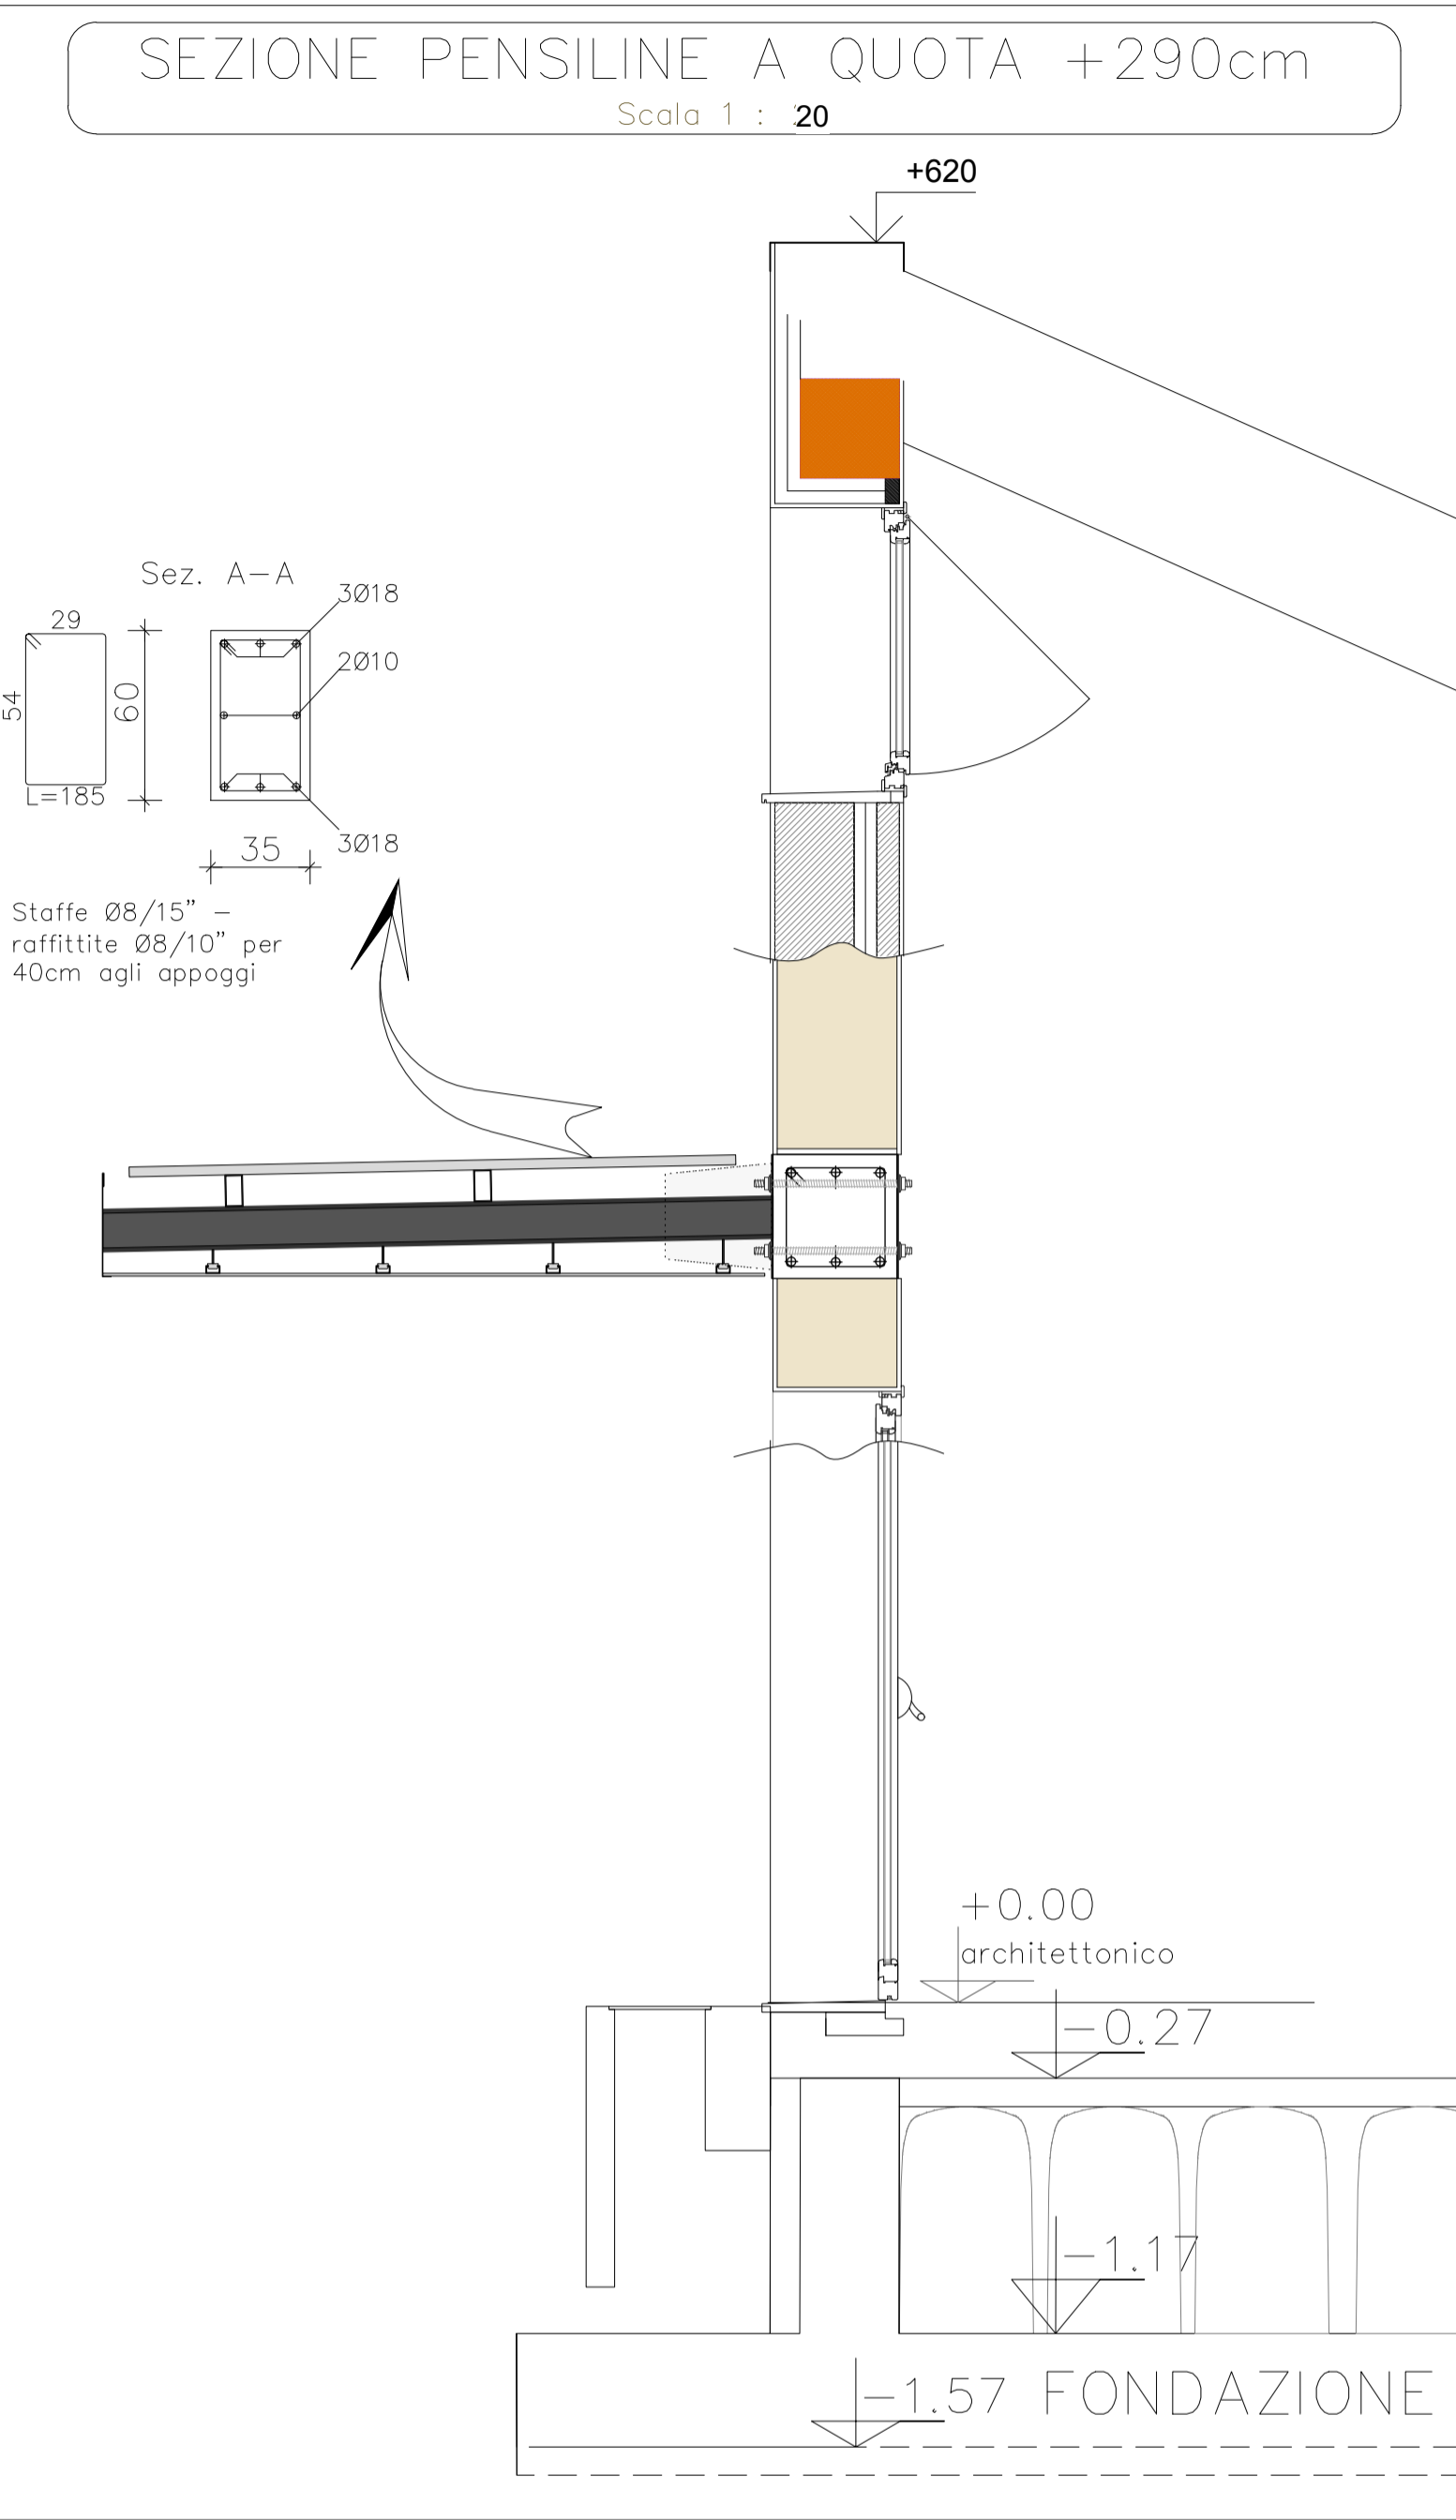 SEZIONE PENSILINE A QUOTA +290cm
Scala 1 : 20
+620
Sez. A-A
3Ø18
29
2Ø10
54
60
L=185
35
3Ø18
Staffe Ø8/15" -
raffittite Ø8/10" per
40cm agli appoggi
+0.00
architettonico
-0.27
-1.17
-1.57 FONDAZIONE